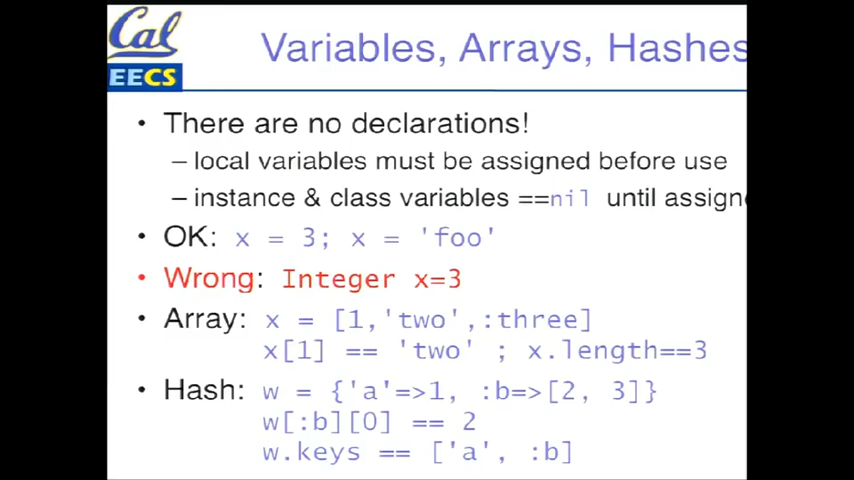 Cal
EECS
Variables, Arrays, Hashes
• There are no declarations!
– local variables must be assigned before use
– instance & class variables ==nil until assigne
• OK: x = 3; x = 'foo'
• Wrong: Integer x=3
• Array: x = [1,'two',:three]
x[1] == 'two' ; x.length==3
• Hash: w = {'a'=>1, :b=>[2, 3]}
w[:b][0] == 2
w.keys == ['a', :b]